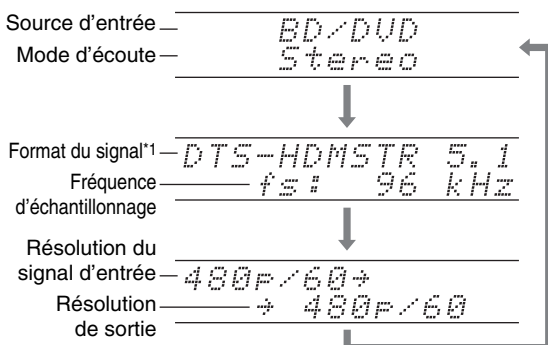 Source d'entrée
BD/DVD
Mode d'écoute
Stereo
Format du signal*1
DTS-HDMSTR 5.1
Fréquence
d'échantillonnage
fs: 96 kHz
Résolution du
signal d'entrée
480p/60→
Résolution
de sortie
→ 480p/60